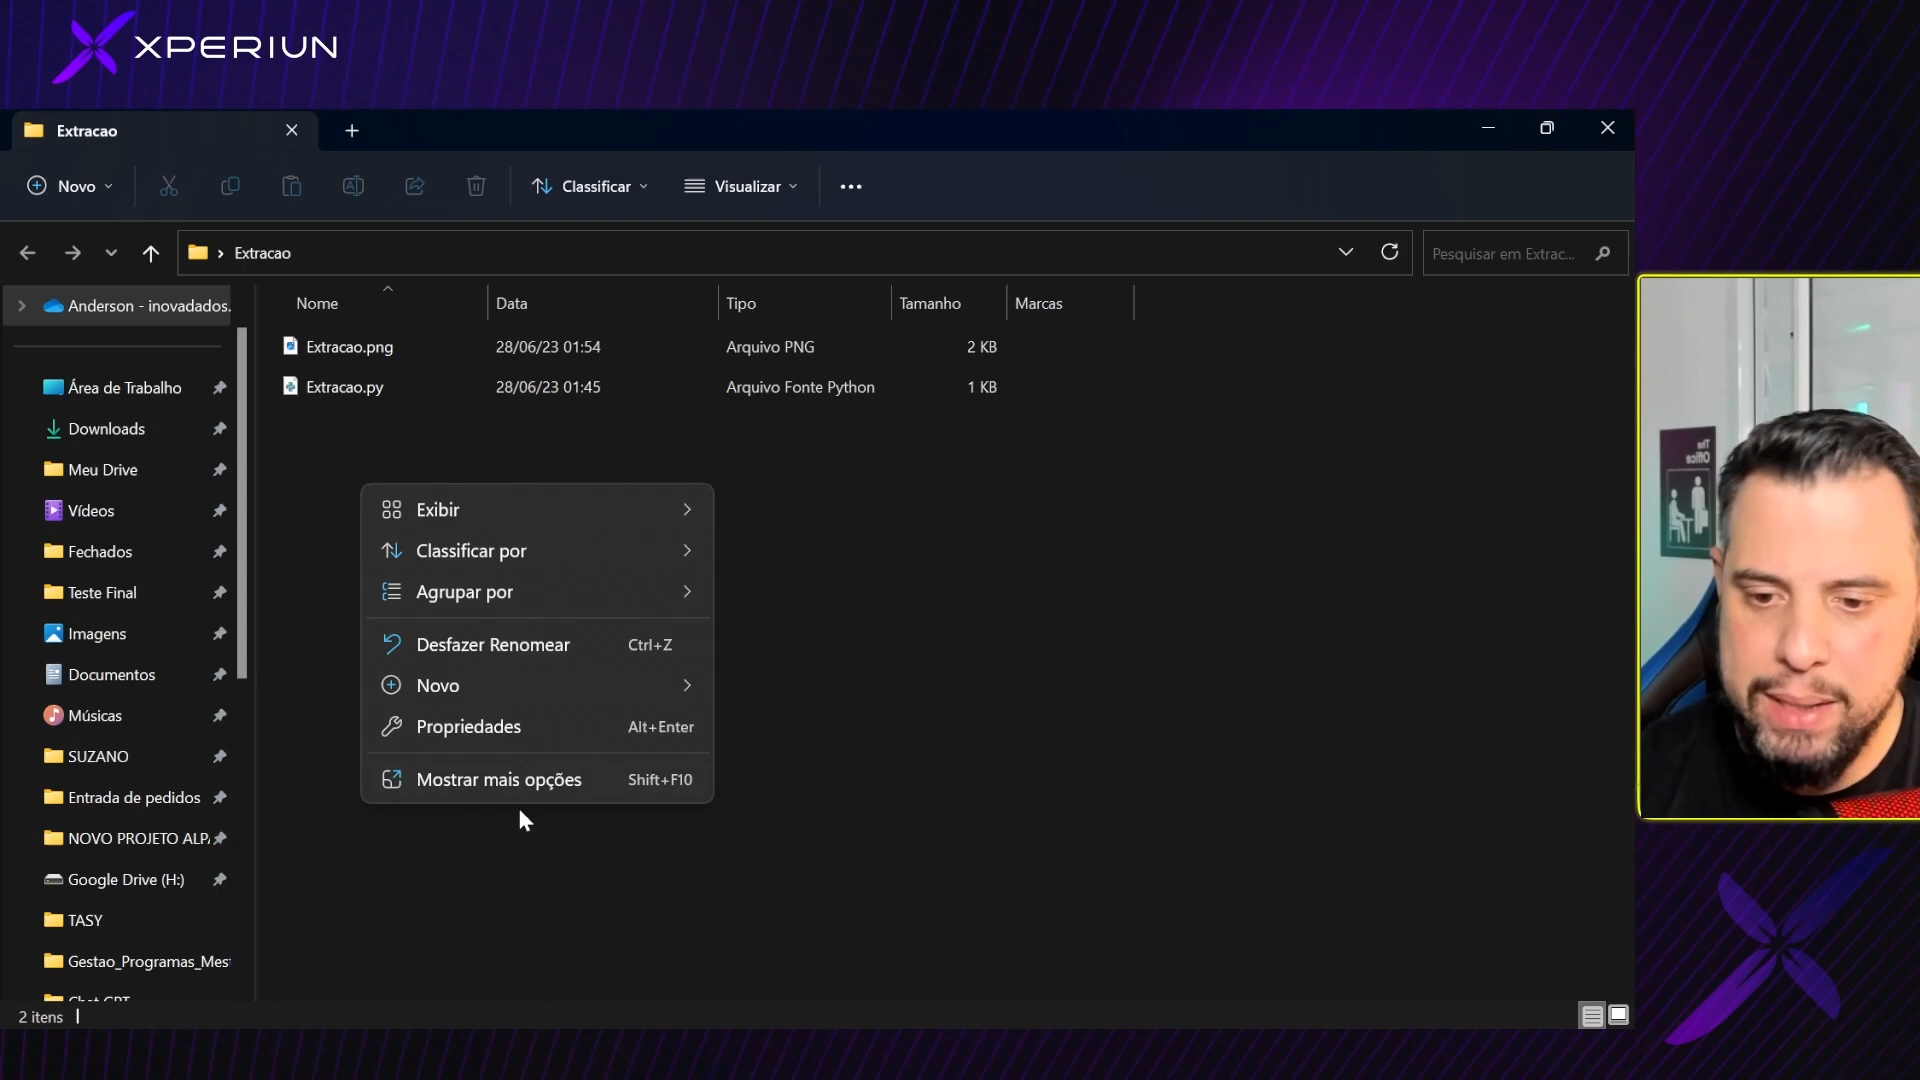 XPERIUN
Extracao
Novo
Classificar
Visualizar
Extracao
Pesquisar em Extrac...
Anderson - inovadados.
Nome
Data
Tipo
Tamanho
Marcas
Extracao.png
28/06/23 01:54
Arquivo PNG
2 KB
Extracao.py
28/06/23 01:45
Arquivo Fonte Python
1 KB
Área de Trabalho
Downloads
Meu Drive
Vídeos
Fechados
Teste Final
Imagens
Documentos
Músicas
SUZANO
Entrada de pedidos
NOVO PROJETO ALP
Google Drive (H:)
TASY
Gestao_Programas_Mes
Chat GPT
Exibir
Classificar por
Agrupar por
Desfazer Renomear Ctrl+Z
Novo
Propriedades Alt+Enter
Mostrar mais opções Shift+F10
2 itens
The
Office